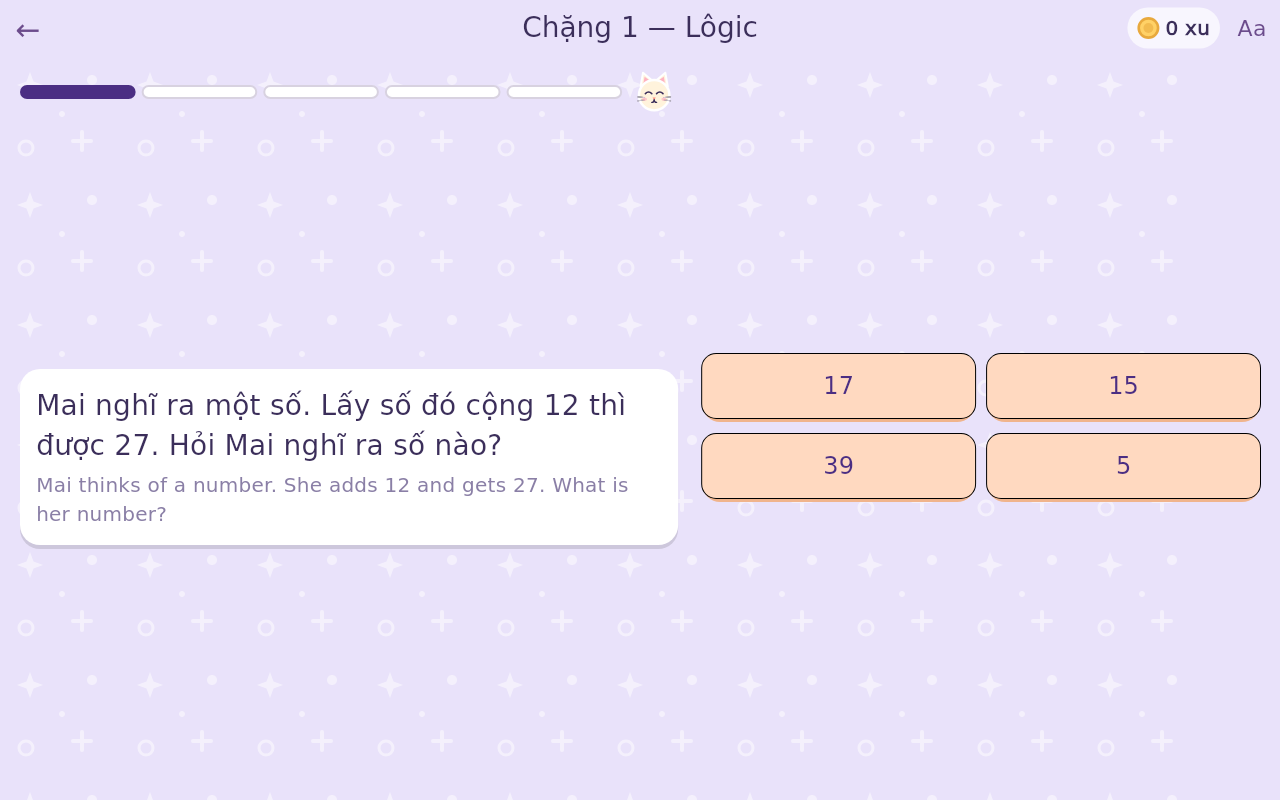 ←
Chặng 1 — Lôgic
0 xu
Aa
Mai nghĩ ra một số. Lấy số đó cộng 12 thì
được 27. Hỏi Mai nghĩ ra số nào?
Mai thinks of a number. She adds 12 and gets 27. What is
her number?
17
15
39
5